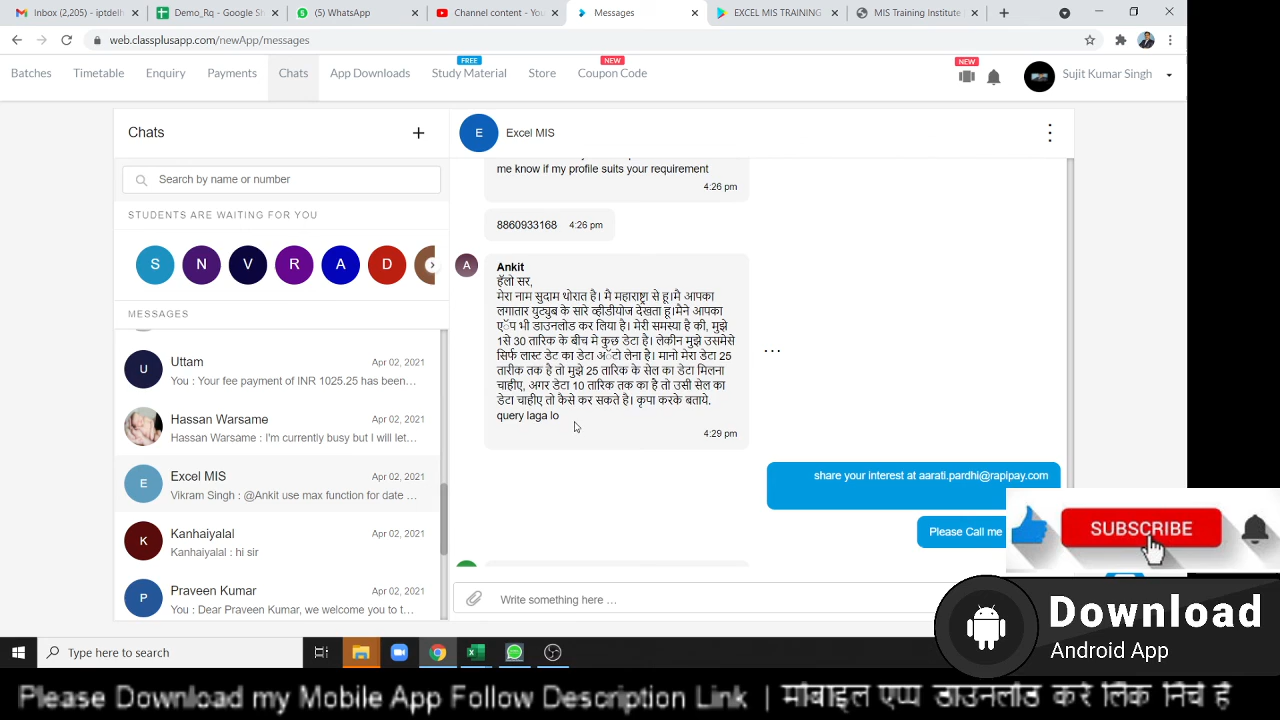 Inbox (2,205) - iptdelh
Demo_Rq - Google Sh
(5) WhatsApp
Channel content - You
Messages
EXCEL MIS TRAINING
MIS Training Institute
web.classplusapp.com/newApp/messages
FREE
NEW
NEW
Batches
Timetable
Enquiry
Payments
Chats
App Downloads
Study Material
Store
Coupon Code
Sujit Kumar Singh
Chats
E
Excel MIS
Search by name or number
STUDENTS ARE WAITING FOR YOU
S
N
V
R
A
D
MESSAGES
U
Uttam
Apr 02, 2021
You : Your fee payment of INR 1025.25 has been…
Hassan Warsame
Apr 02, 2021
Hassan Warsame : I'm currently busy but I will let…
E
Excel MIS
Apr 02, 2021
Vikram Singh : @Ankit use max function for date …
K
Kanhaiyalal
Apr 02, 2021
Kanhaiyalal : hi sir
P
Praveen Kumar
Apr 02, 2021
You : Dear Praveen Kumar, we welcome you to t…
me know if my profile suits your requirement
4:26 pm
8860933168 4:26 pm
A
Ankit
हॅलो सर,
मेरा नाम सुदाम थोरात है। मै महाराष्ट्रा से हू।मै आपका
लगातार युट्युब के सारे व्हीडीयोज देखता हू।मैने आपका
एॅप भी डाउनलोड कर लिया है। मेरी समस्या है की, मुझे
1से 30 तारिक के बीच मे कुछ डेटा है। लेकीन मुझे उसमेसे
सिर्फ लास्ट डेट का डेटा अॅटो लेना है। मानो मेरा डेटा 25
तारीक तक है तो मुझे 25 तारिक के सेल का डेटा मिलना
चाहीए, अगर डेटा 10 तारिक तक का है तो उसी सेल का
डेटा चाहीए तो कैसे कर सकते है। कृपा करके बताये.
query laga lo
4:29 pm
share your interest at aarati.pardhi@rapipay.com
Please Call me
Write something here …
SUBSCRIBE
Download
Android App
Type here to search
Please Download my Mobile App Follow Description Link | मोबाइल एप्प डाउनलोड करे लिंक निचे है